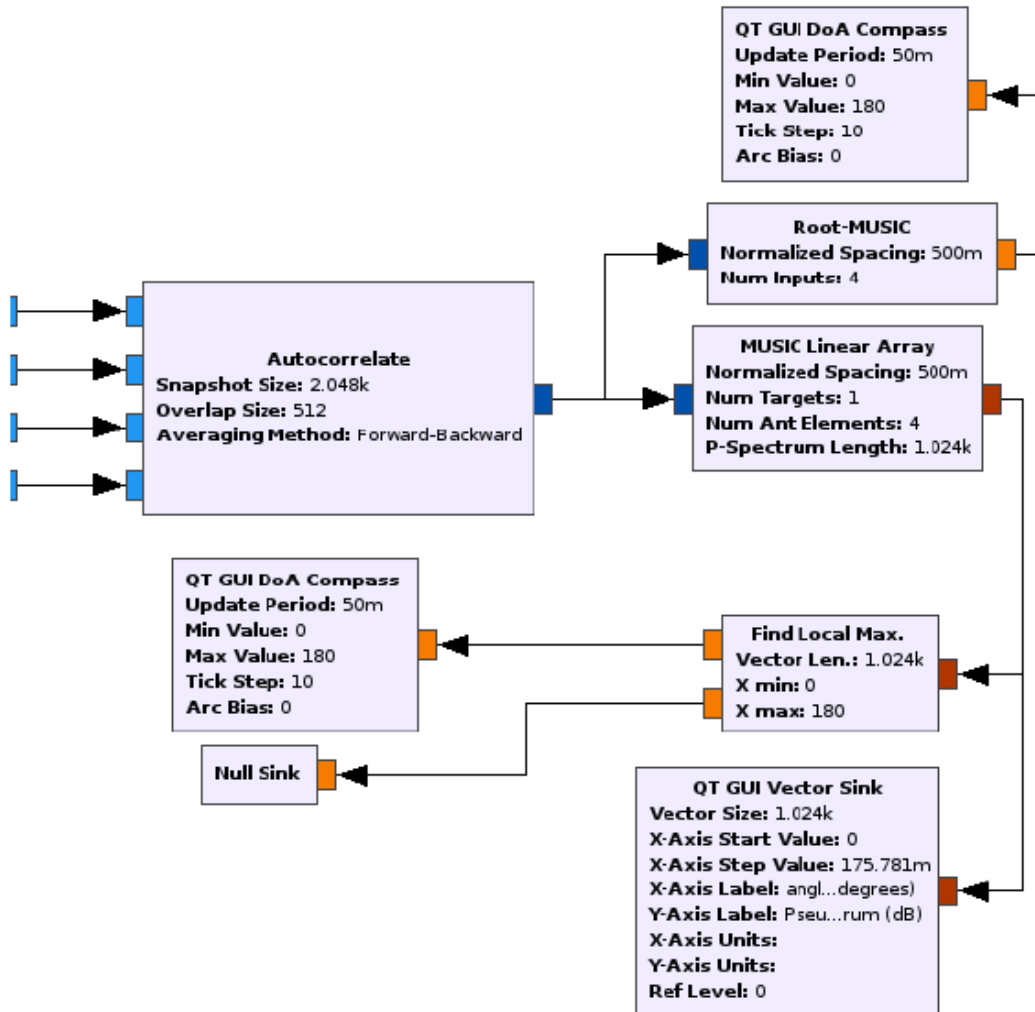 QT GUI DoA Compass
Update Period: 50m
Min Value: 0
Max Value: 180
Tick Step: 10
Arc Bias: 0
Root-MUSIC
Normalized Spacing: 500m
Num Inputs: 4
Autocorrelate
Snapshot Size: 2.048k
Overlap Size: 512
Averaging Method: Forward-Backward
MUSIC Linear Array
Normalized Spacing: 500m
Num Targets: 1
Num Ant Elements: 4
P-Spectrum Length: 1.024k
QT GUI DoA Compass
Update Period: 50m
Min Value: 0
Max Value: 180
Tick Step: 10
Arc Bias: 0
Find Local Max.
Vector Len.: 1.024k
X min: 0
X max: 180
Null Sink
QT GUI Vector Sink
Vector Size: 1.024k
X-Axis Start Value: 0
X-Axis Step Value: 175.781m
X-Axis Label: angl...degrees)
Y-Axis Label: Pseu...rum (dB)
X-Axis Units:
Y-Axis Units:
Ref Level: 0